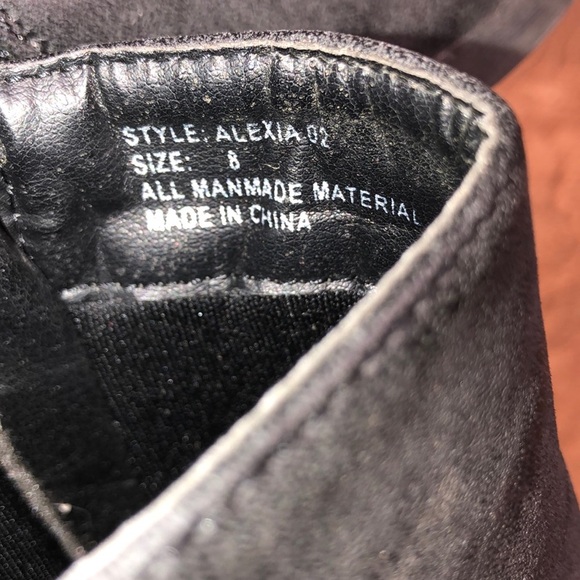 STYLE: ALEXIA 02
SIZE: 8
ALL MANMADE MATERIAL
MADE IN CHINA